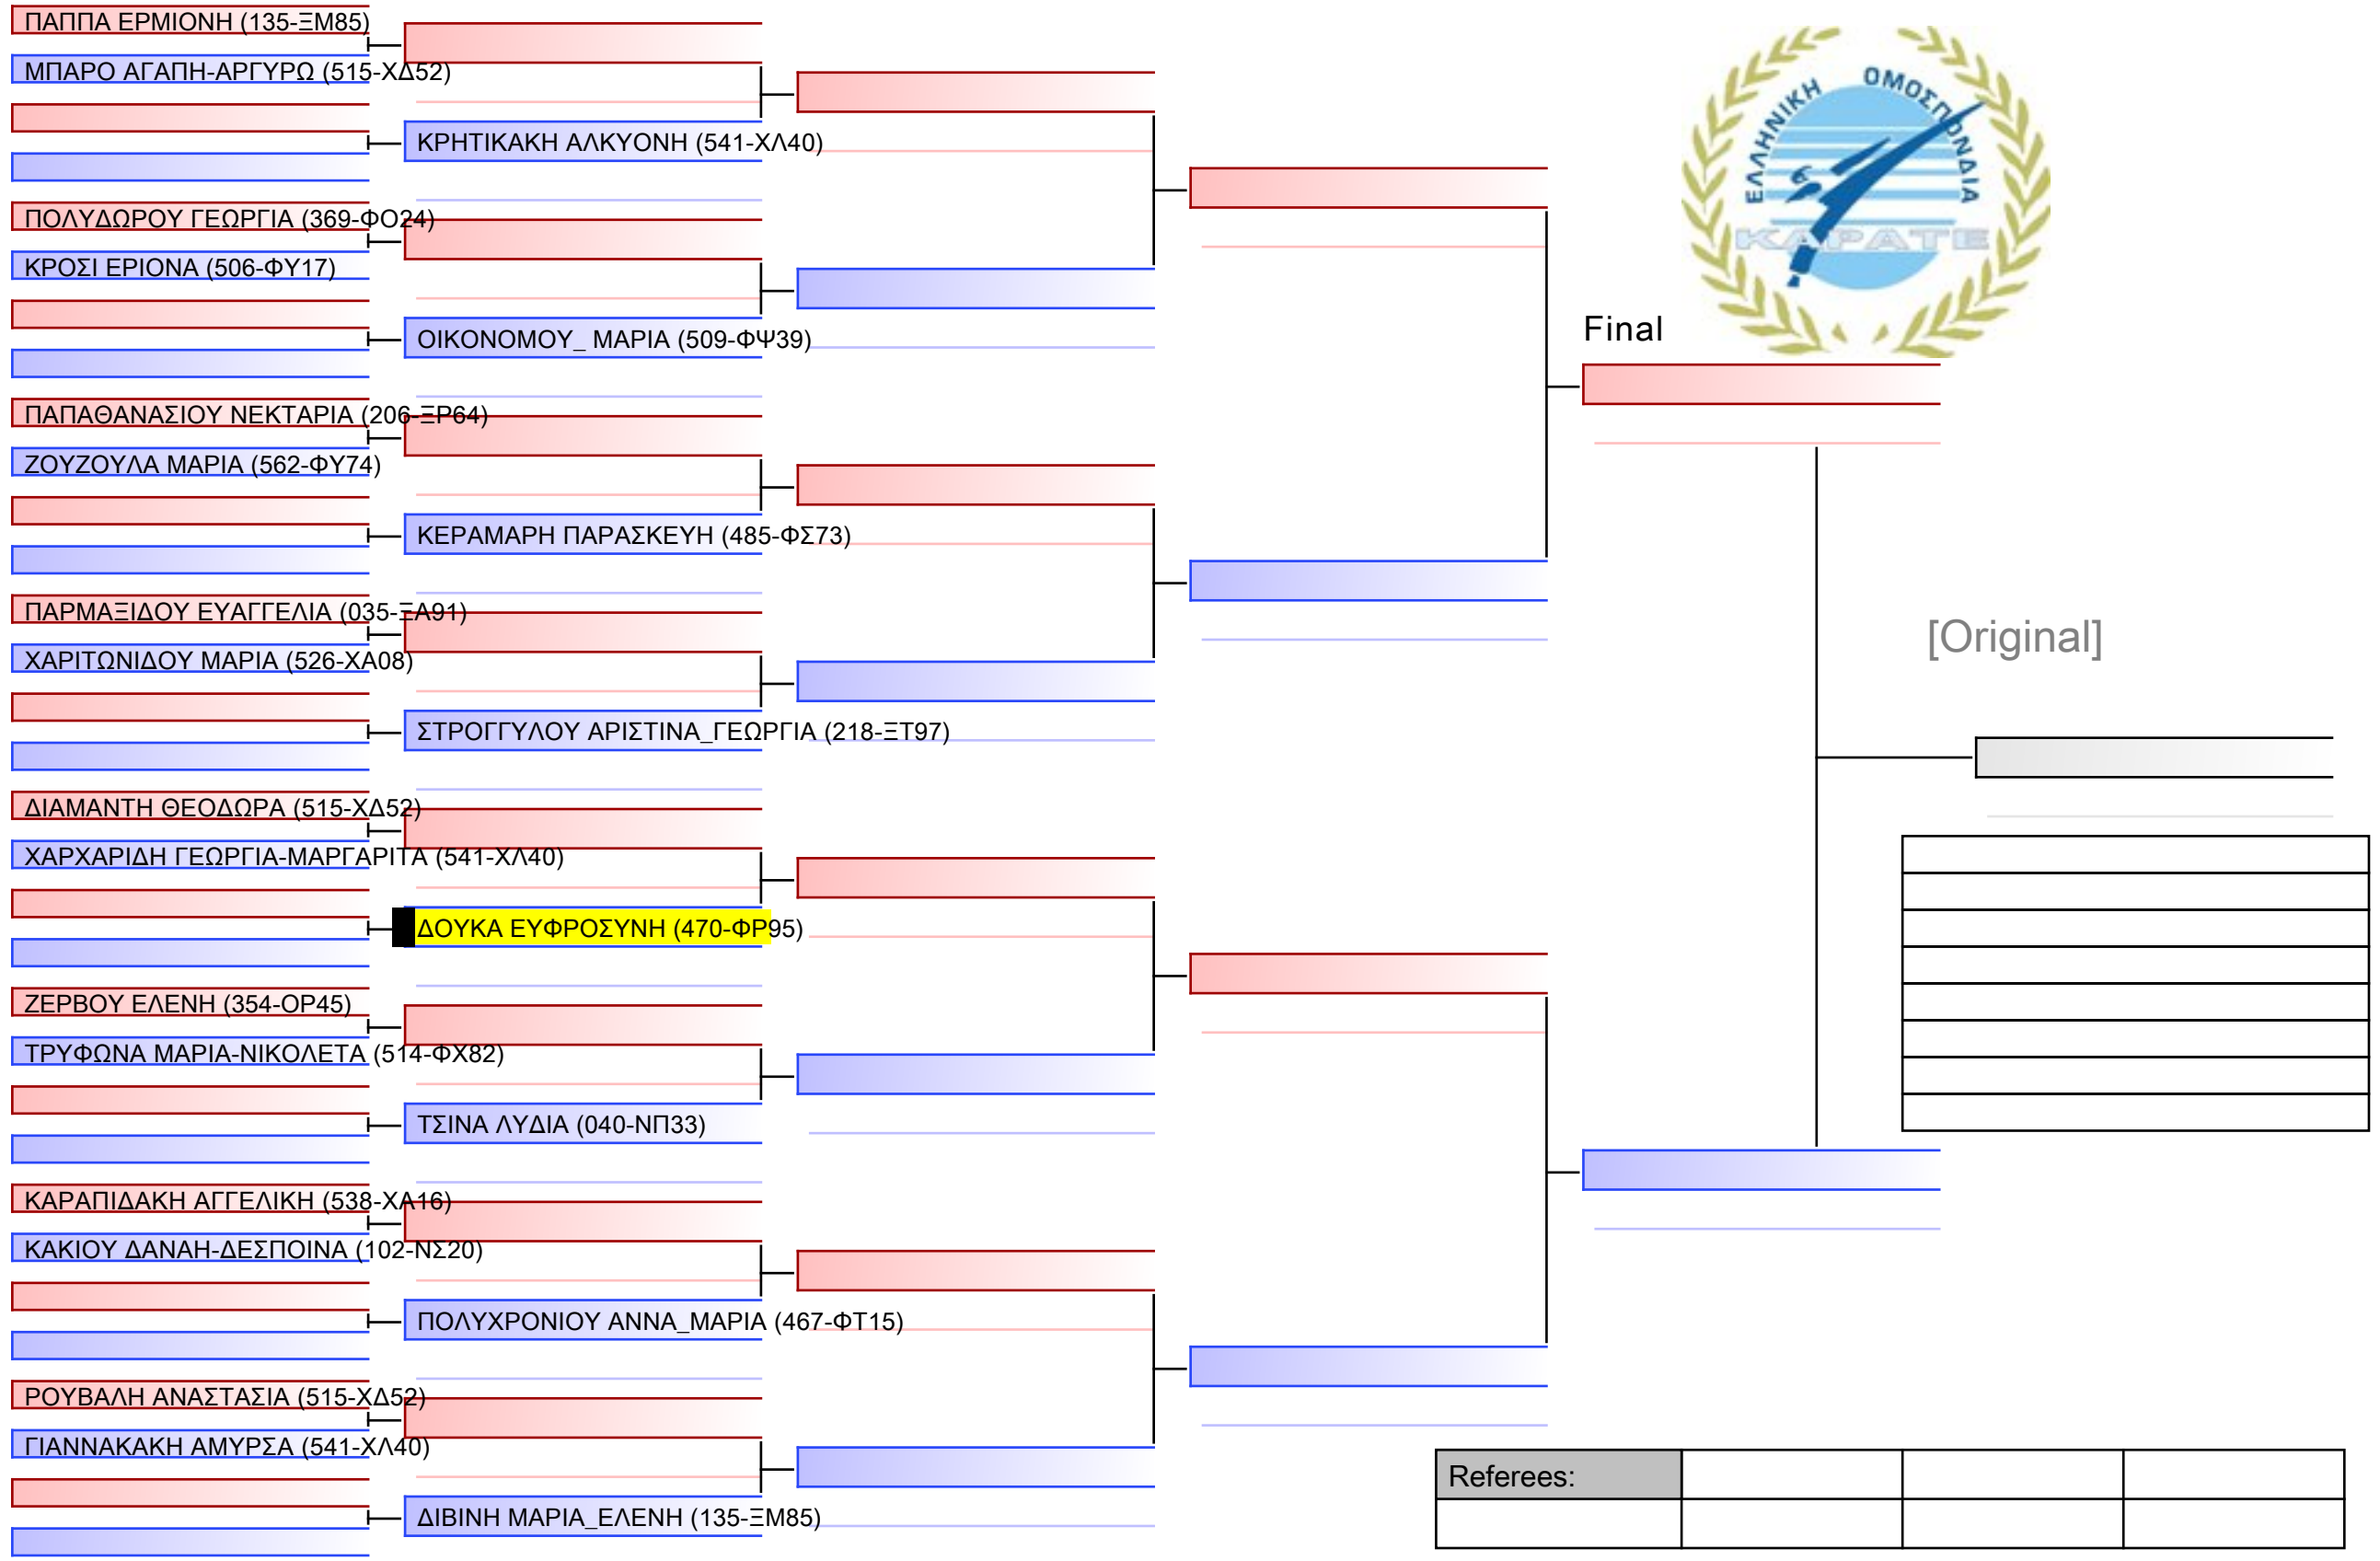 ΠΑΠΠΑ ΕΡΜΙΟΝΗ (135-ΞΜ85)
ΜΠΑΡΟ ΑΓΑΠΗ-ΑΡΓΥΡΩ (515-ΧΔ52)
ΚΡΗΤΙΚΑΚΗ ΑΛΚΥΟΝΗ (541-ΧΛ40)
ΠΟΛΥΔΩΡΟΥ ΓΕΩΡΓΙΑ (369-ΦΟ24)
ΚΡΟΣΙ ΕΡΙΟΝΑ (506-ΦΥ17)
ΟΙΚΟΝΟΜΟΥ_ ΜΑΡΙΑ (509-ΦΨ39)
ΠΑΠΑΘΑΝΑΣΙΟΥ ΝΕΚΤΑΡΙΑ (206-ΞΡ64)
ΖΟΥΖΟΥΛΑ ΜΑΡΙΑ (562-ΦΥ74)
ΚΕΡΑΜΑΡΗ ΠΑΡΑΣΚΕΥΗ (485-ΦΣ73)
ΠΑΡΜΑΞΙΔΟΥ ΕΥΑΓΓΕΛΙΑ (035-ΞΑ91)
ΧΑΡΙΤΩΝΙΔΟΥ ΜΑΡΙΑ (526-ΧΑ08)
ΣΤΡΟΓΓΥΛΟΥ ΑΡΙΣΤΙΝΑ_ΓΕΩΡΓΙΑ (218-ΞΤ97)
ΔΙΑΜΑΝΤΗ ΘΕΟΔΩΡΑ (515-ΧΔ52)
ΧΑΡΧΑΡΙΔΗ ΓΕΩΡΓΙΑ-ΜΑΡΓΑΡΙΤΑ (541-ΧΛ40)
ΔΟΥΚΑ ΕΥΦΡΟΣΥΝΗ (470-ΦΡ95)
ΖΕΡΒΟΥ ΕΛΕΝΗ (354-ΟΡ45)
ΤΡΥΦΩΝΑ ΜΑΡΙΑ-ΝΙΚΟΛΕΤΑ (514-ΦΧ82)
ΤΣΙΝΑ ΛΥΔΙΑ (040-ΝΠ33)
ΚΑΡΑΠΙΔΑΚΗ ΑΓΓΕΛΙΚΗ (538-ΧΑ16)
ΚΑΚΙΟΥ ΔΑΝΑΗ-ΔΕΣΠΟΙΝΑ (102-ΝΣ20)
ΠΟΛΥΧΡΟΝΙΟΥ ΑΝΝΑ_ΜΑΡΙΑ (467-ΦΤ15)
ΡΟΥΒΑΛΗ ΑΝΑΣΤΑΣΙΑ (515-ΧΔ52)
ΓΙΑΝΝΑΚΑΚΗ ΑΜΥΡΣΑ (541-ΧΛ40)
ΔΙΒΙΝΗ ΜΑΡΙΑ_ΕΛΕΝΗ (135-ΞΜ85)
ΕΛΛΗΝΙΚΗ ΟΜΟΣΠΟΝΔΙΑ
ΚΑΡΑΤΕ
Final
[Original]
Referees: